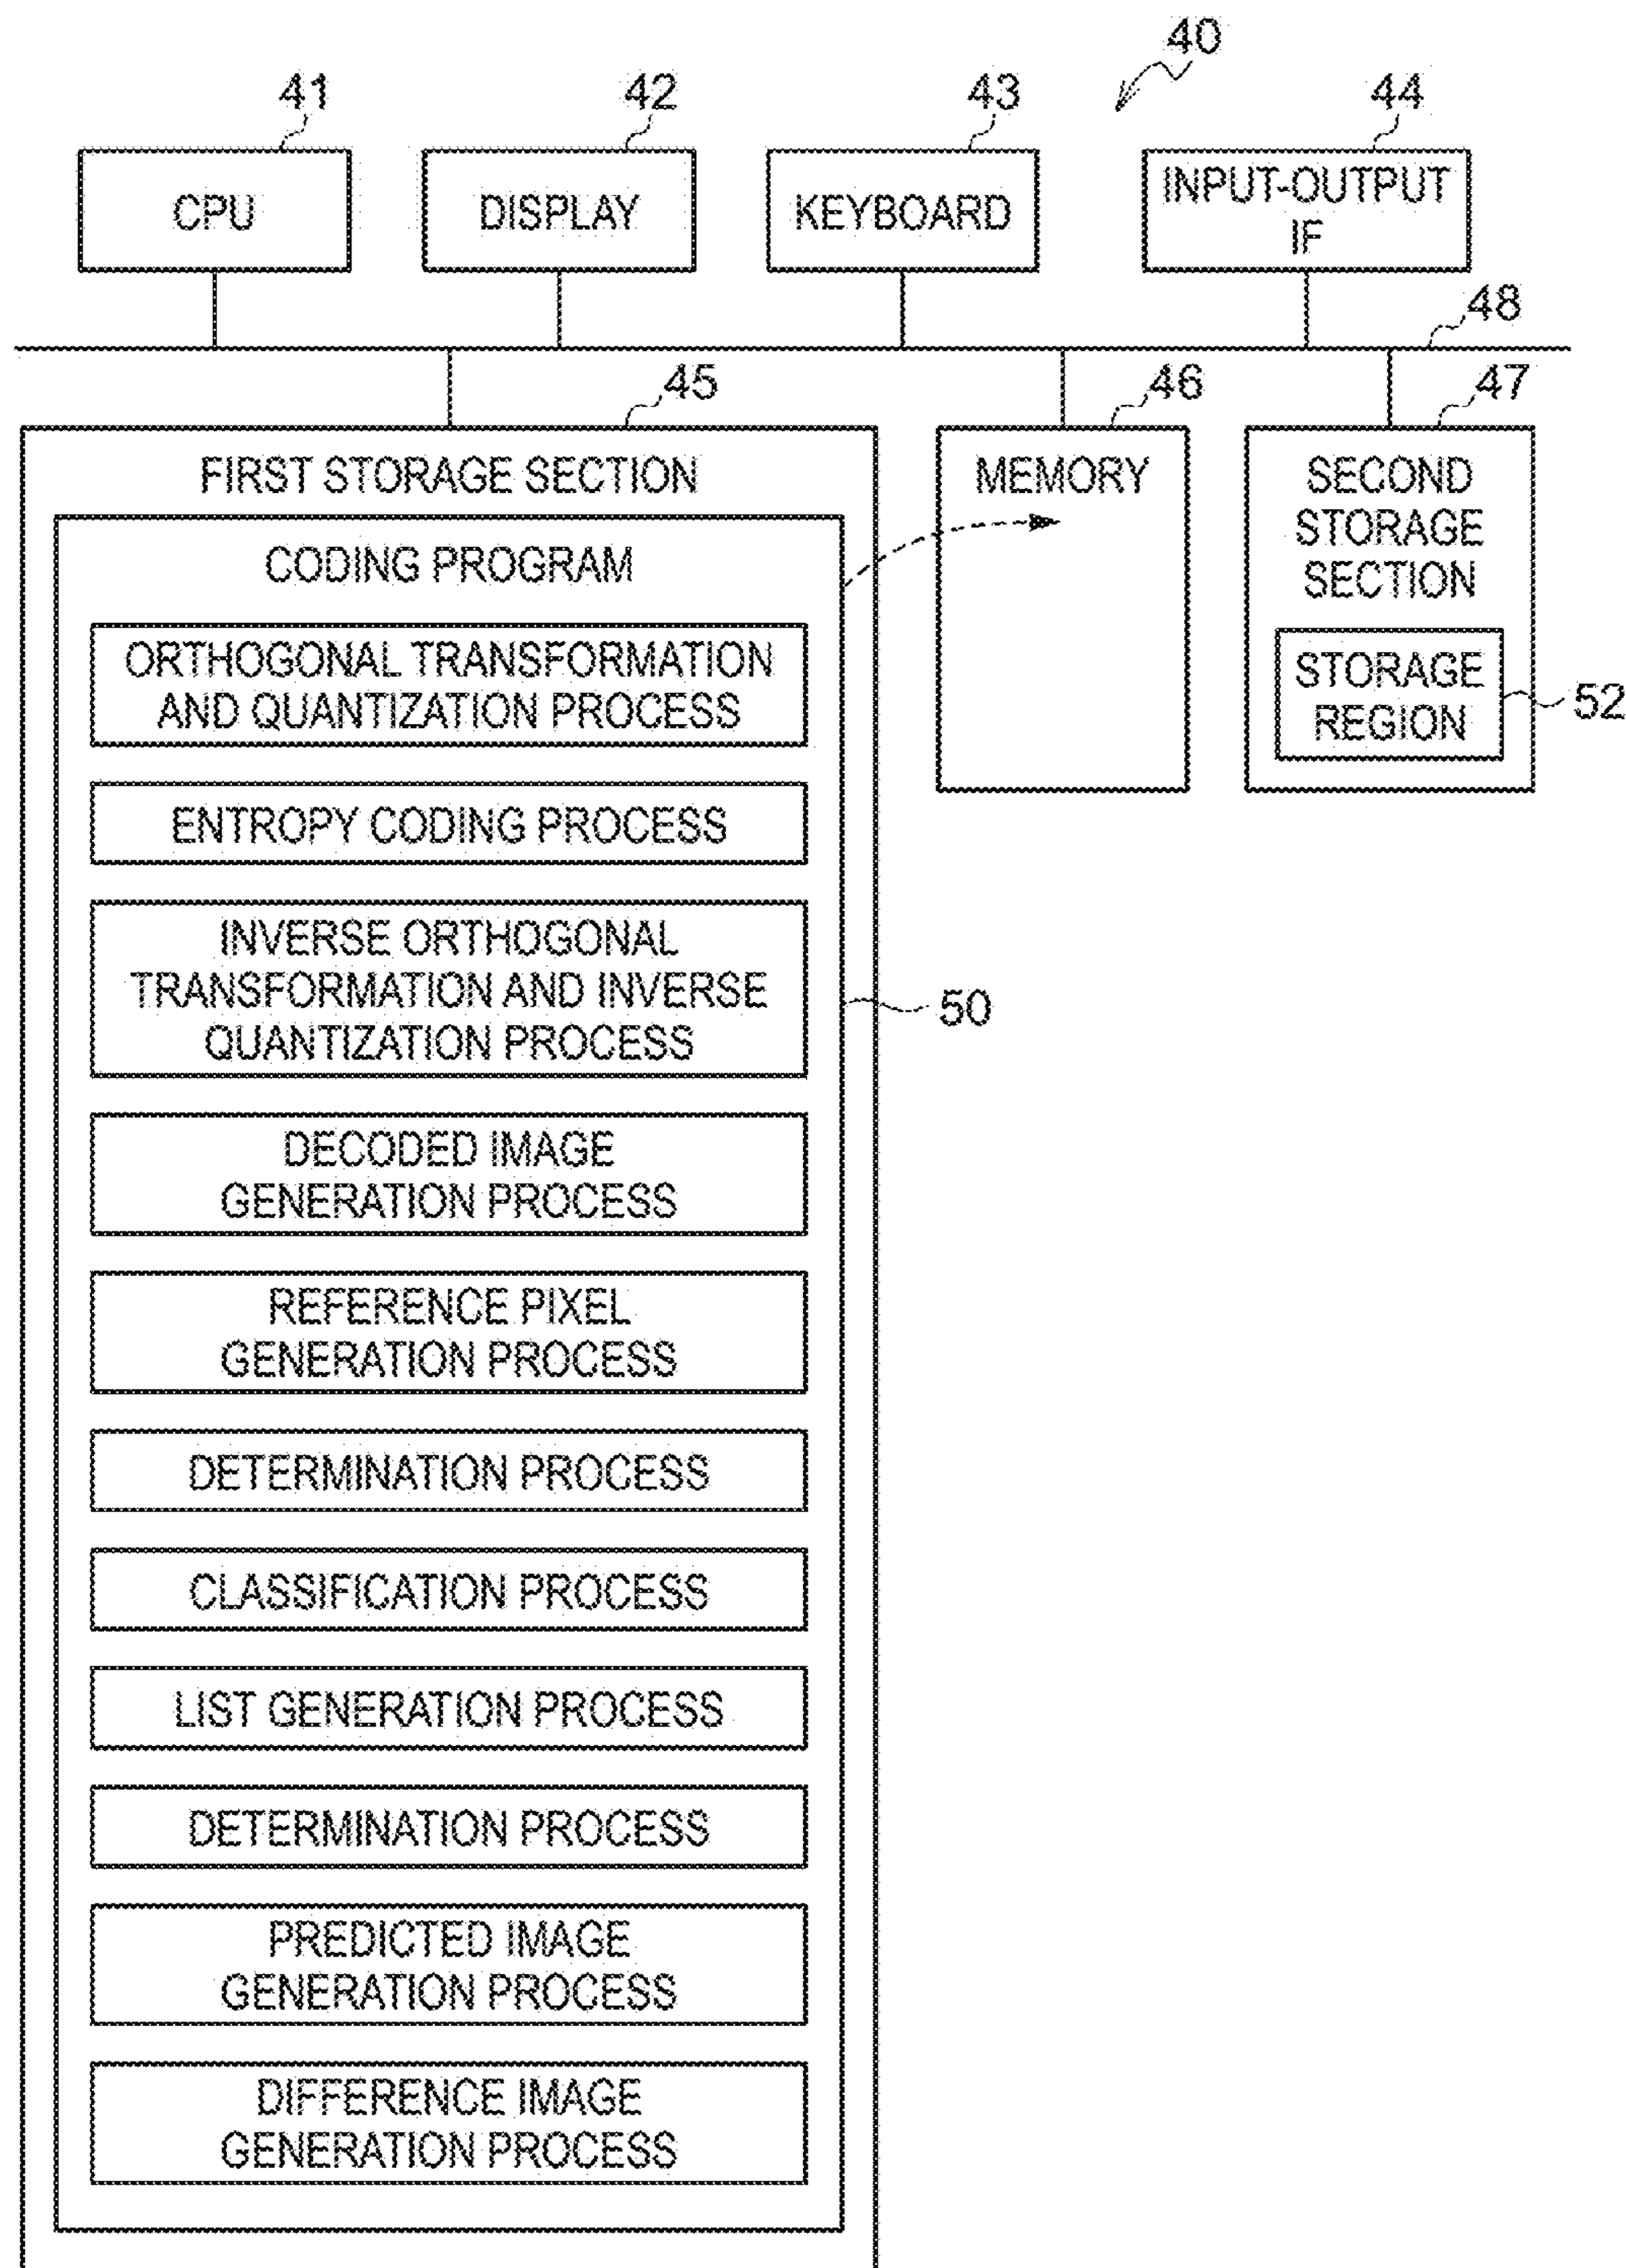 40
41
42
43
44
CPU
DISPLAY
KEYBOARD
INPUT-OUTPUT
IF
48
45
46
47
FIRST STORAGE SECTION
MEMORY
SECOND
STORAGE
SECTION
STORAGE
REGION
52
CODING PROGRAM
ORTHOGONAL TRANSFORMATION
AND QUANTIZATION PROCESS
ENTROPY CODING PROCESS
INVERSE ORTHOGONAL
TRANSFORMATION AND INVERSE
QUANTIZATION PROCESS
50
DECODED IMAGE
GENERATION PROCESS
REFERENCE PIXEL
GENERATION PROCESS
DETERMINATION PROCESS
CLASSIFICATION PROCESS
LIST GENERATION PROCESS
DETERMINATION PROCESS
PREDICTED IMAGE
GENERATION PROCESS
DIFFERENCE IMAGE
GENERATION PROCESS